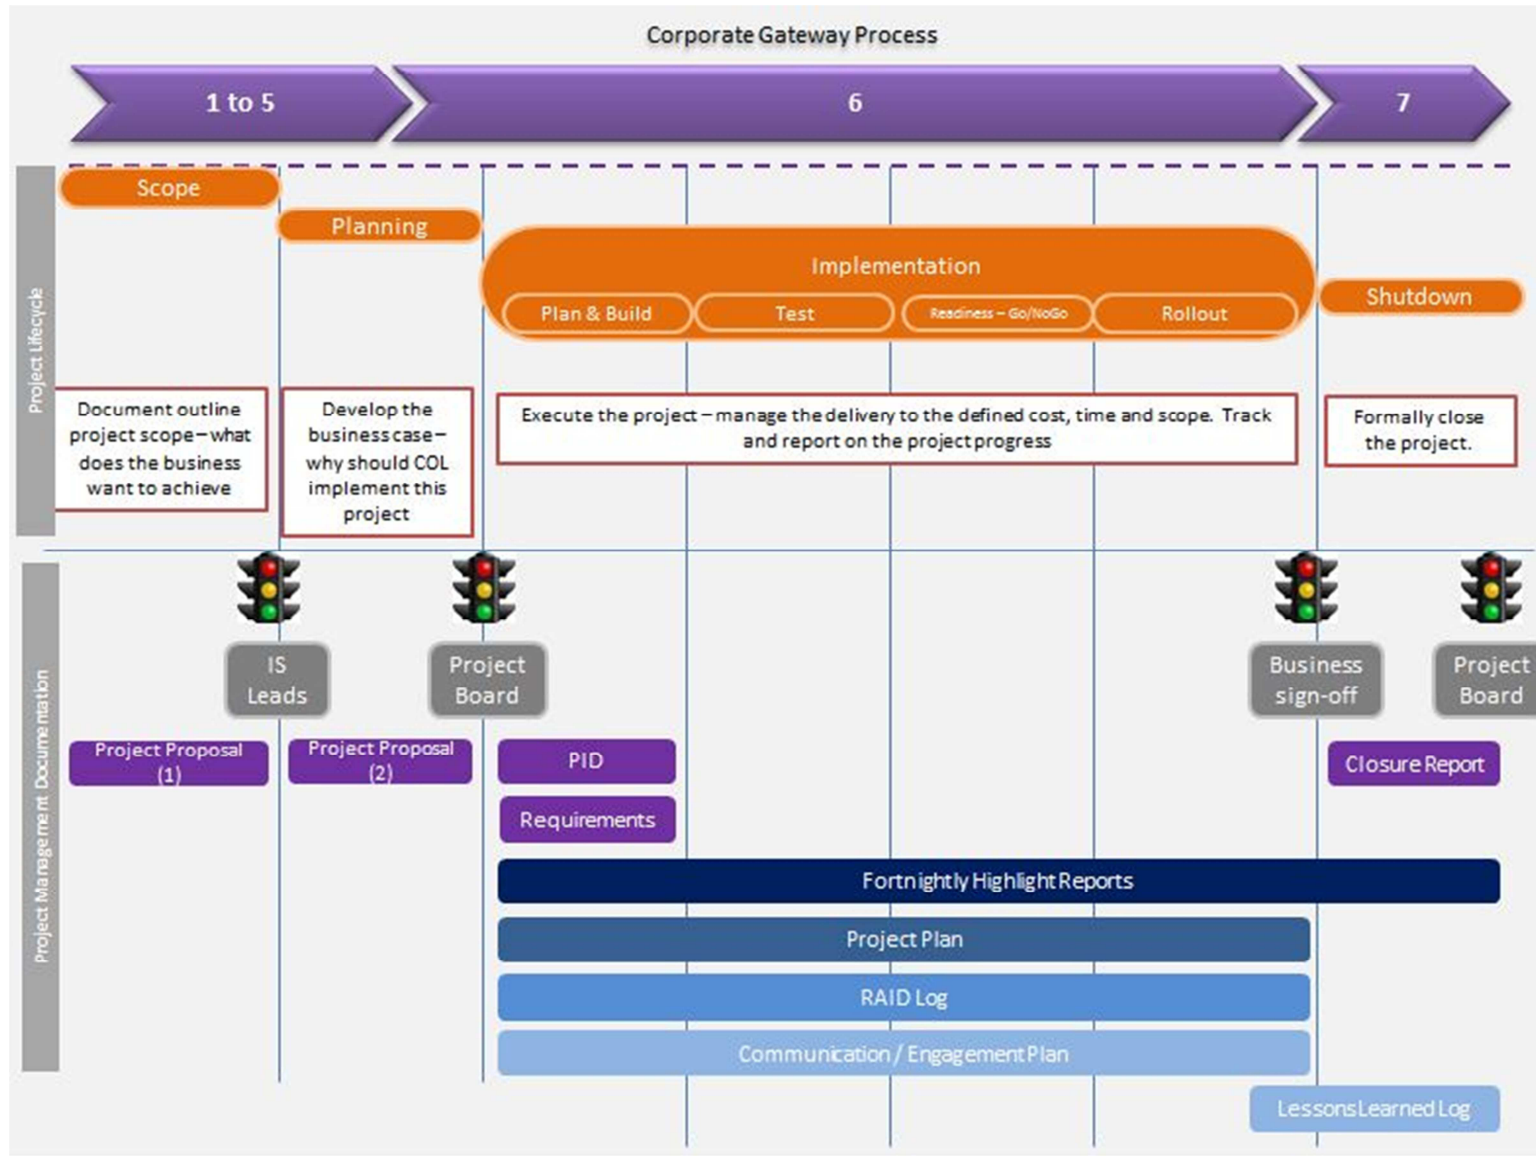 Corporate Gateway Process
1 to 5
6
7
Project Lifecycle
Scope
Planning
Implementation
Plan & Build
Test
Readiness – Go/NoGo
Rollout
Shutdown
Document outline
project scope – what
does the business
want to achieve
Develop the
business case –
why should COL
implement this
project
Execute the project – manage the delivery to the defined cost, time and scope. Track
and report on the project progress
Formally close
the project.
Project Management Documentation
IS
Leads
Project
Board
Business
sign-off
Project
Board
Project Proposal
(1)
Project Proposal
(2)
PID
Closure Report
Requirements
Fortnightly Highlight Reports
Project Plan
RAID Log
Communication / Engagement Plan
Lessons Learned Log